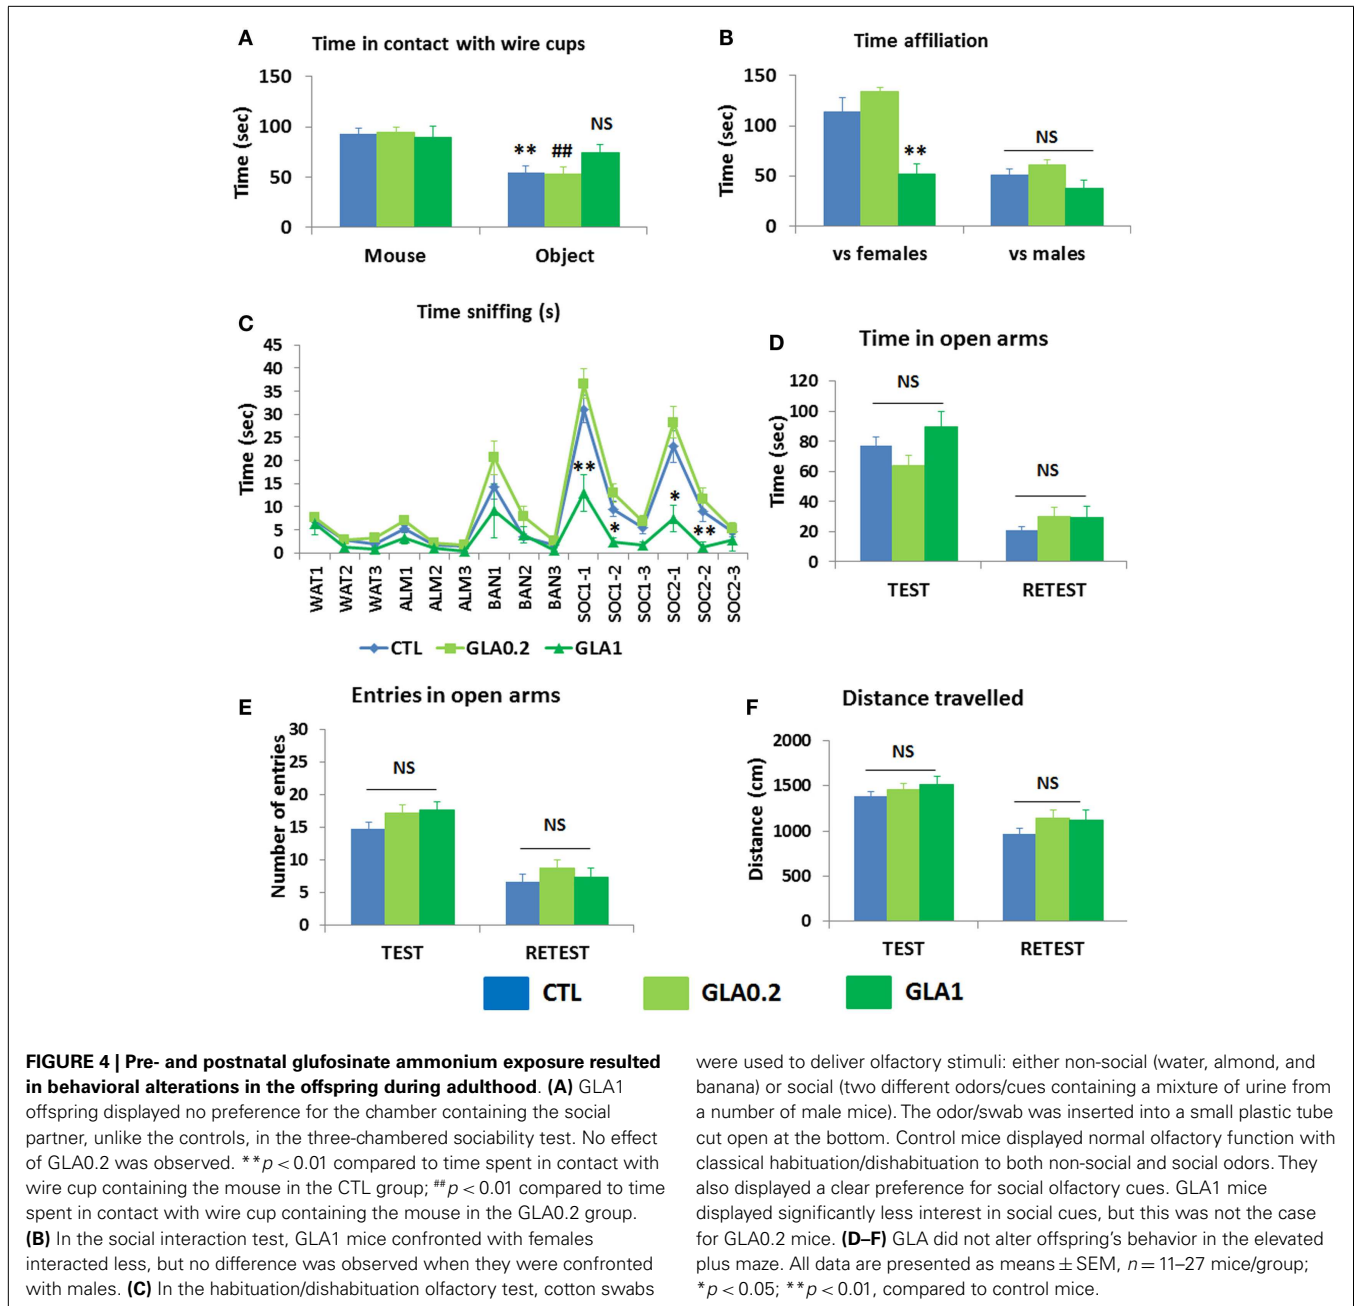 A
Time in contact with wire cups
Time (sec)
150
100
50
0
**
##
NS
Mouse
Object
B
Time affiliation
Time (sec)
150
100
50
0
**
NS
vs females
vs males
C
Time sniffing (s)
Time (sec)
45
40
35
30
25
20
15
10
5
0
**
*
*
**
WAT1
WAT2
WAT3
ALM1
ALM2
ALM3
BAN1
BAN2
BAN3
SOC1-1
SOC1-2
SOC1-3
SOC2-1
SOC2-2
SOC2-3
CTL
GLA0.2
GLA1
D
Time in open arms
Time (sec)
120
100
80
60
40
20
0
NS
NS
TEST
RETEST
E
Entries in open arms
Number of entries
30
25
20
15
10
5
0
NS
NS
TEST
RETEST
F
Distance travelled
Distance (cm)
2000
1500
1000
500
0
NS
NS
TEST
RETEST
CTL
GLA0.2
GLA1
FIGURE 4 | Pre- and postnatal glufosinate ammonium exposure resulted
in behavioral alterations in the offspring during adulthood. (A) GLA1
offspring displayed no preference for the chamber containing the social
partner, unlike the controls, in the three-chambered sociability test. No effect
of GLA0.2 was observed. **p < 0.01 compared to time spent in contact with
wire cup containing the mouse in the CTL group; ##p < 0.01 compared to time
spent in contact with wire cup containing the mouse in the GLA0.2 group.
(B) In the social interaction test, GLA1 mice confronted with females
interacted less, but no difference was observed when they were confronted
with males. (C) In the habituation/dishabituation olfactory test, cotton swabs
were used to deliver olfactory stimuli: either non-social (water, almond, and
banana) or social (two different odors/cues containing a mixture of urine from
a number of male mice). The odor/swab was inserted into a small plastic tube
cut open at the bottom. Control mice displayed normal olfactory function with
classical habituation/dishabituation to both non-social and social odors. They
also displayed a clear preference for social olfactory cues. GLA1 mice
displayed significantly less interest in social cues, but this was not the case
for GLA0.2 mice. (D–F) GLA did not alter offspring's behavior in the elevated
plus maze. All data are presented as means ± SEM, n = 11–27 mice/group;
*p < 0.05; **p < 0.01, compared to control mice.